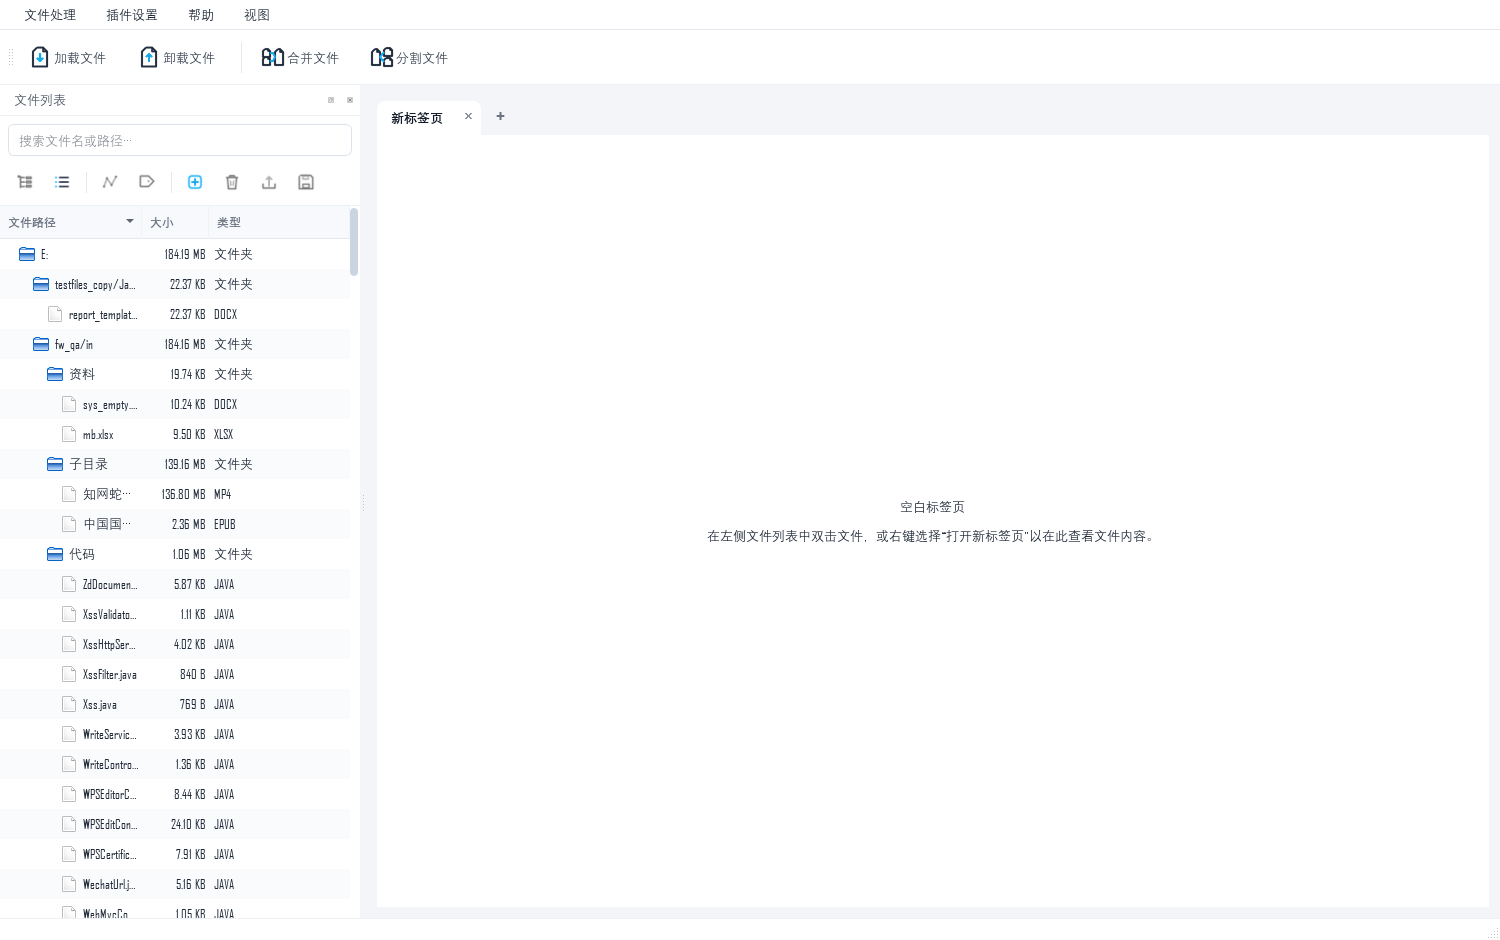 文件处理 插件设置 帮助 视图
加载文件 卸载文件 合并文件 分割文件
文件列表
搜索文件名或路径…
文件路径 大小 类型
E: 184.19 MB 文件夹
testfiles_copy/Ja... 22.37 KB 文件夹
report_templat... 22.37 KB DOCX
fw_qa/in 184.16 MB 文件夹
资料 19.74 KB 文件夹
sys_empty.... 10.24 KB DOCX
mb.xlsx 9.50 KB XLSX
子目录 139.16 MB 文件夹
知网蛇… 136.80 MB MP4
中国国… 2.36 MB EPUB
代码 1.06 MB 文件夹
ZdDocumen... 5.87 KB JAVA
XssValidato... 1.11 KB JAVA
XssHttpSer... 4.02 KB JAVA
XssFilter.java 840 B JAVA
Xss.java 769 B JAVA
WriteServic... 3.93 KB JAVA
WriteContro... 1.36 KB JAVA
WPSEditorC... 8.44 KB JAVA
WPSEditCon... 24.10 KB JAVA
WPSCertific... 7.91 KB JAVA
WechatUrl.j... 5.16 KB JAVA
WebMvcCo 1.05 KB JAVA
新标签页
空白标签页
在左侧文件列表中双击文件，或右键选择“打开新标签页”以在此查看文件内容。